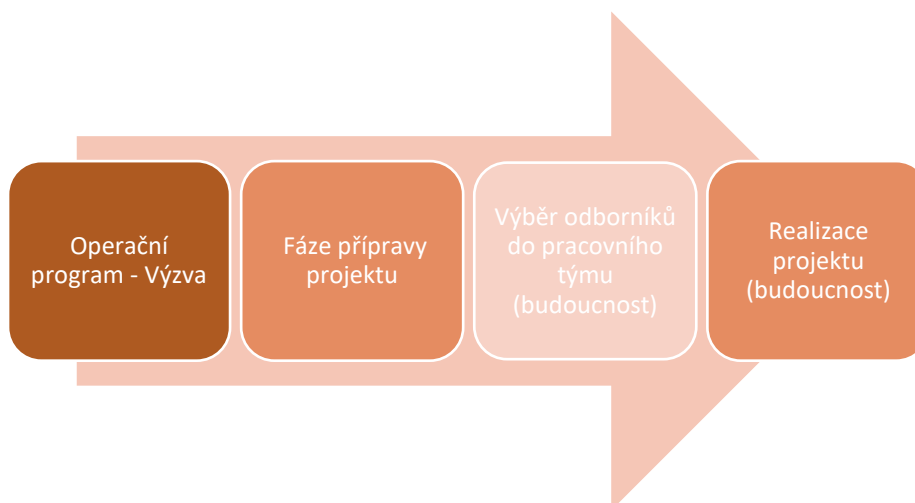 Operační
program - Výzva
Fáze přípravy
projektu
Výběr odborníků
do pracovního
týmu
(budoucnost)
Realizace
projektu
(budoucnost)